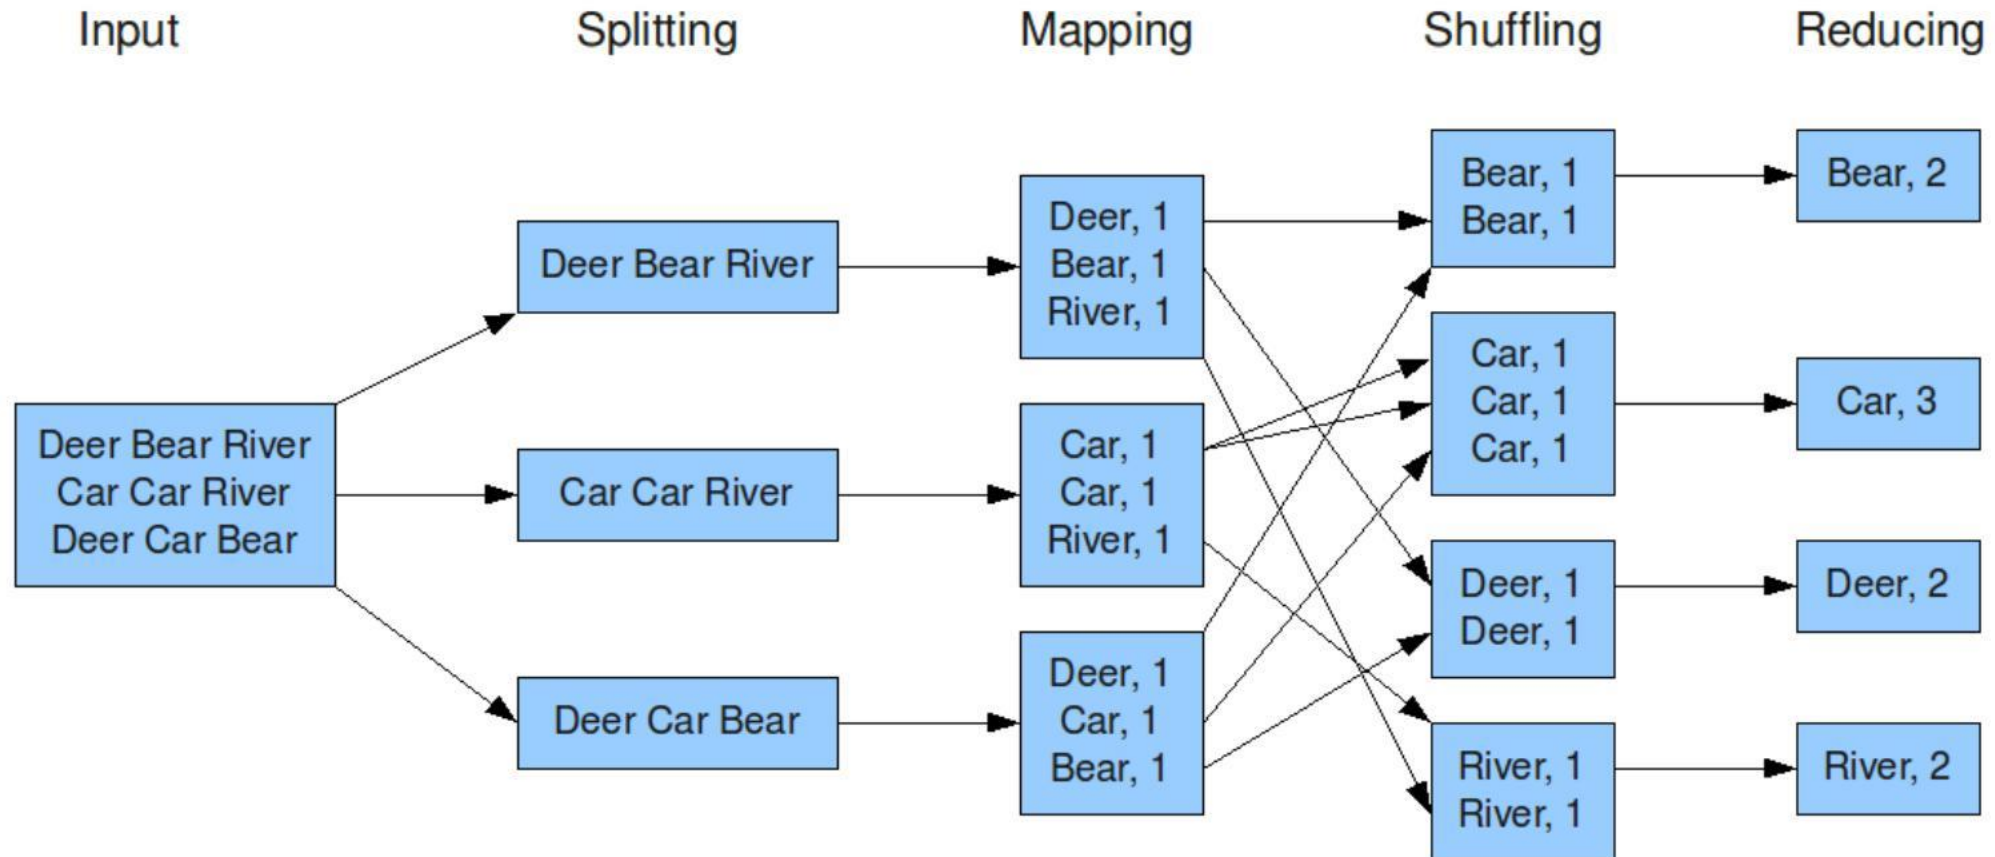 Input
Splitting
Mapping
Shuffling
Reducing
Deer Bear River
Car Car River
Deer Car Bear
Deer Bear River
Car Car River
Deer Car Bear
Deer, 1
Bear, 1
River, 1
Car, 1
Car, 1
River, 1
Deer, 1
Car, 1
Bear, 1
Bear, 1
Bear, 1
Car, 1
Car, 1
Car, 1
Deer, 1
Deer, 1
River, 1
River, 1
Bear, 2
Car, 3
Deer, 2
River, 2